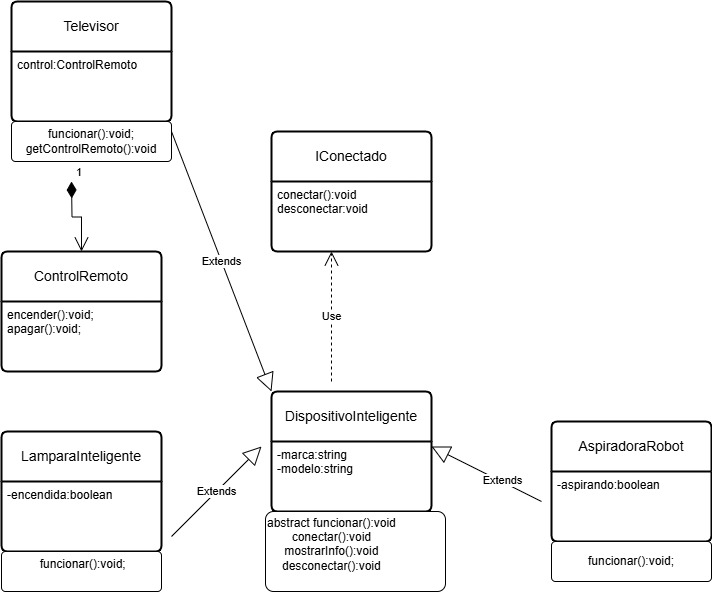 Televisor
control:ControlRemoto
funcionar():void;
getControlRemoto():void
1
IConectado
conectar():void
desconectar:void
Extends
ControlRemoto
encender():void;
apagar():void;
Use
DispositivoInteligente
-marca:string
-modelo:string
abstract funcionar():void
conectar():void
mostrarInfo():void
desconectar():void
LamparaInteligente
-encendida:boolean
funcionar():void;
Extends
AspiradoraRobot
-aspirando:boolean
funcionar():void;
Extends